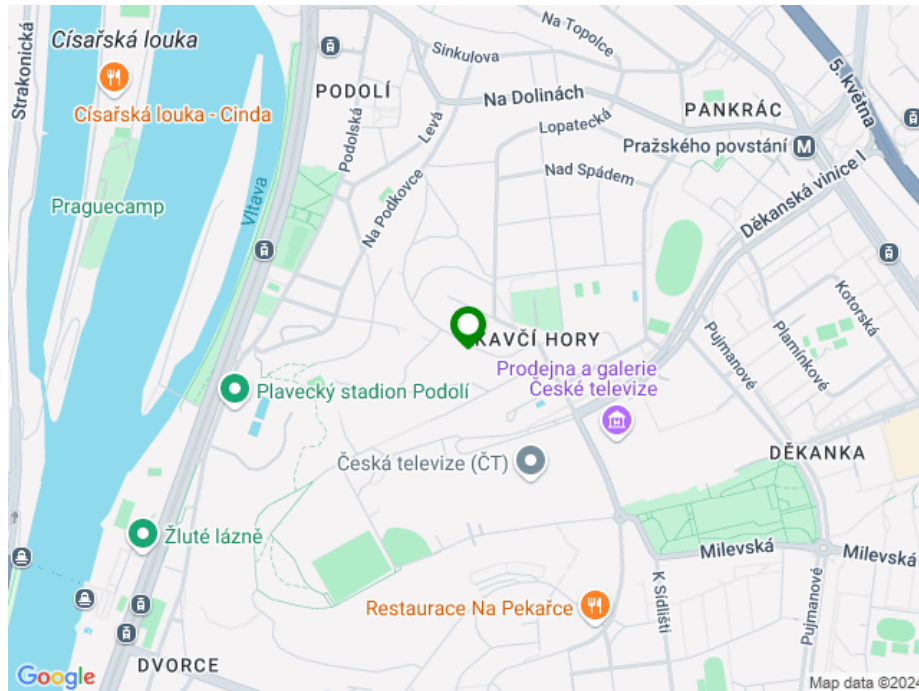 Císařská louka
Strakonická
Císařská louka - Cinda
Praguecamp
Vltava
PODOLÍ
Podolská
Levá
Na Podkovce
Sinkulova
Na Topolce
Na Dolinách
Lopatecká
Nad Spádem
PANKRÁC
5. května
Pražského povstání
M
Děkanská vinice I
KAVČÍ HORY
Prodejna a galerie
České televize
Pujmanové
Plamínkové
Kotorská
Plavecký stadion Podolí
Česká televize (ČT)
DĚKANKA
Žluté lázně
Milevská
Milevská
K Sídlišti
Pujmanové
Restaurace Na Pekařce
DVORCE
Google
Map data ©2024